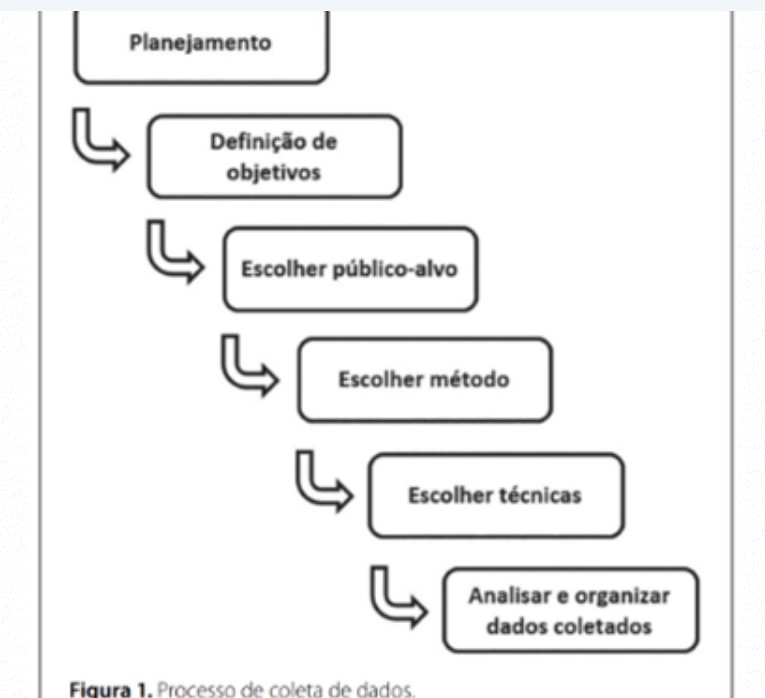 Planejamento
Definição de
objetivos
Escolher público-alvo
Escolher método
Escolher técnicas
Analisar e organizar
dados coletados
Figura 1. Processo de coleta de dados.